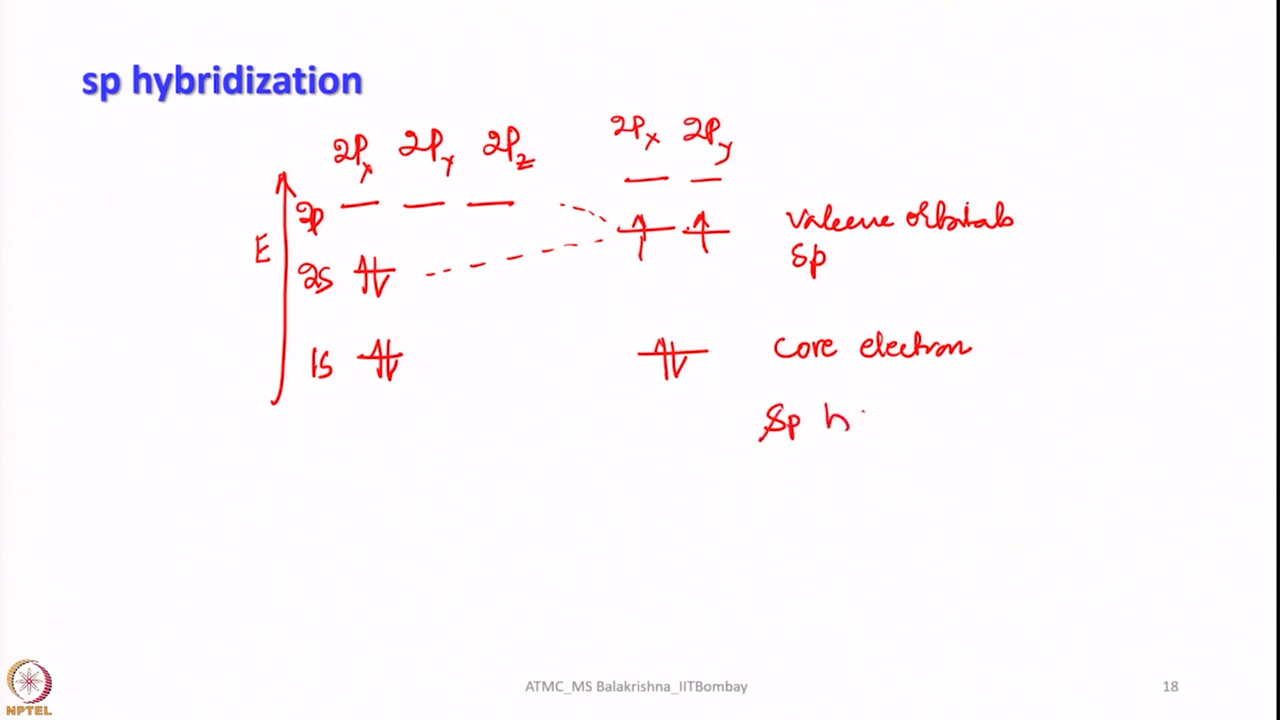 sp hybridization
2Px 2Py 2Pz 2Px 2Py
2p
E
valence orbitals
2s
sp
1s
core electron
sp h
NPTEL
ATMC_MS Balakrishna_IITBombay
18